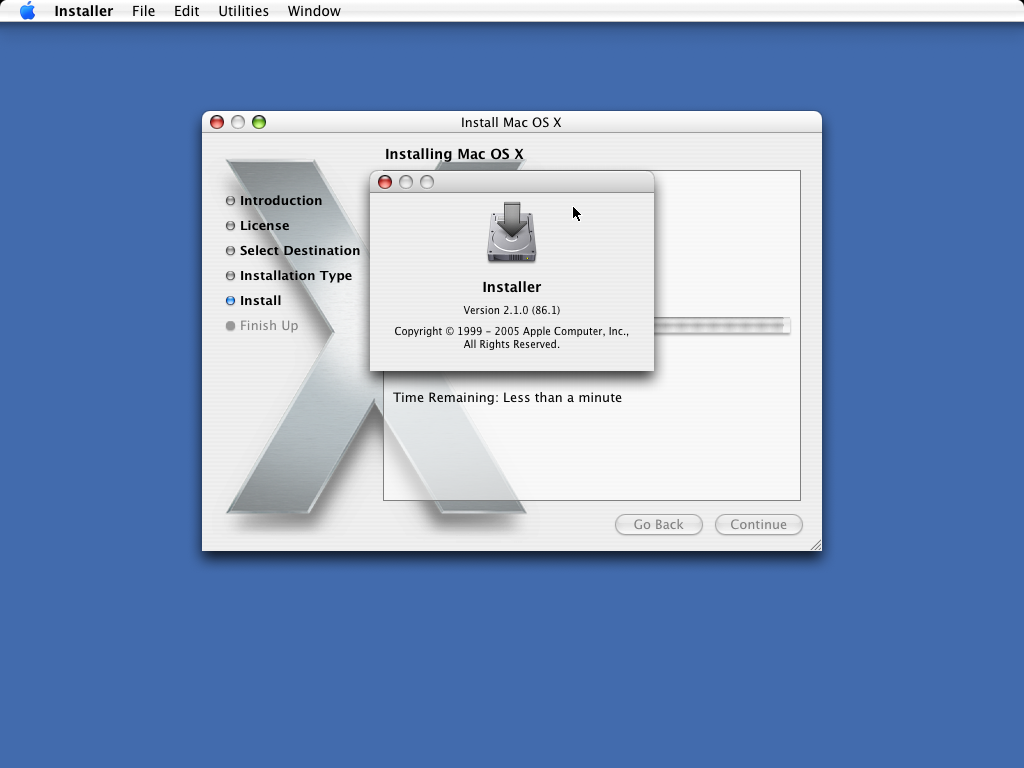 Installer File Edit Utilities Window
Install Mac OS X
Installing Mac OS X
Introduction
License
Select Destination
Installation Type
Install
Finish Up
Installer
Version 2.1.0 (86.1)
Copyright © 1999 – 2005 Apple Computer, Inc.,
All Rights Reserved.
Time Remaining: Less than a minute
Go Back Continue